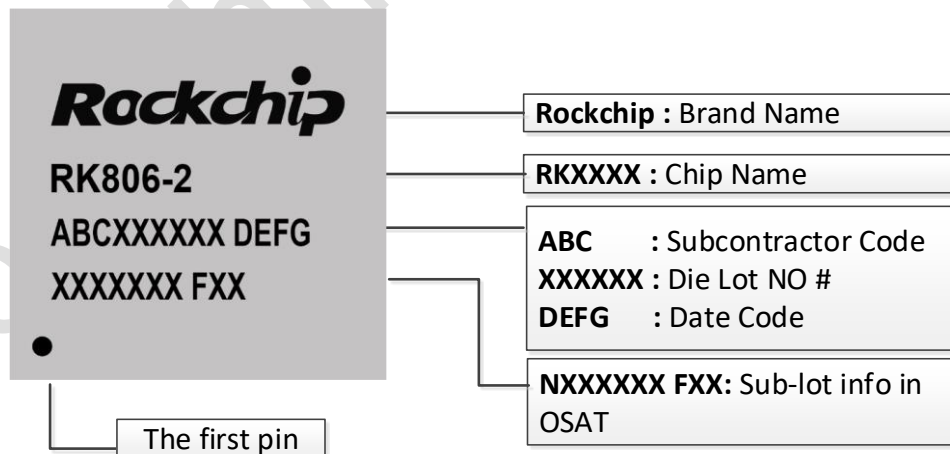 Rockchip
RK806-2
ABCXXXXXX DEFG
XXXXXXX FXX
Rockchip : Brand Name
RKXXXX : Chip Name
ABC : Subcontractor Code
XXXXXX : Die Lot NO #
DEFG : Date Code
NXXXXXX FXX: Sub-lot info in
OSAT
The first pin